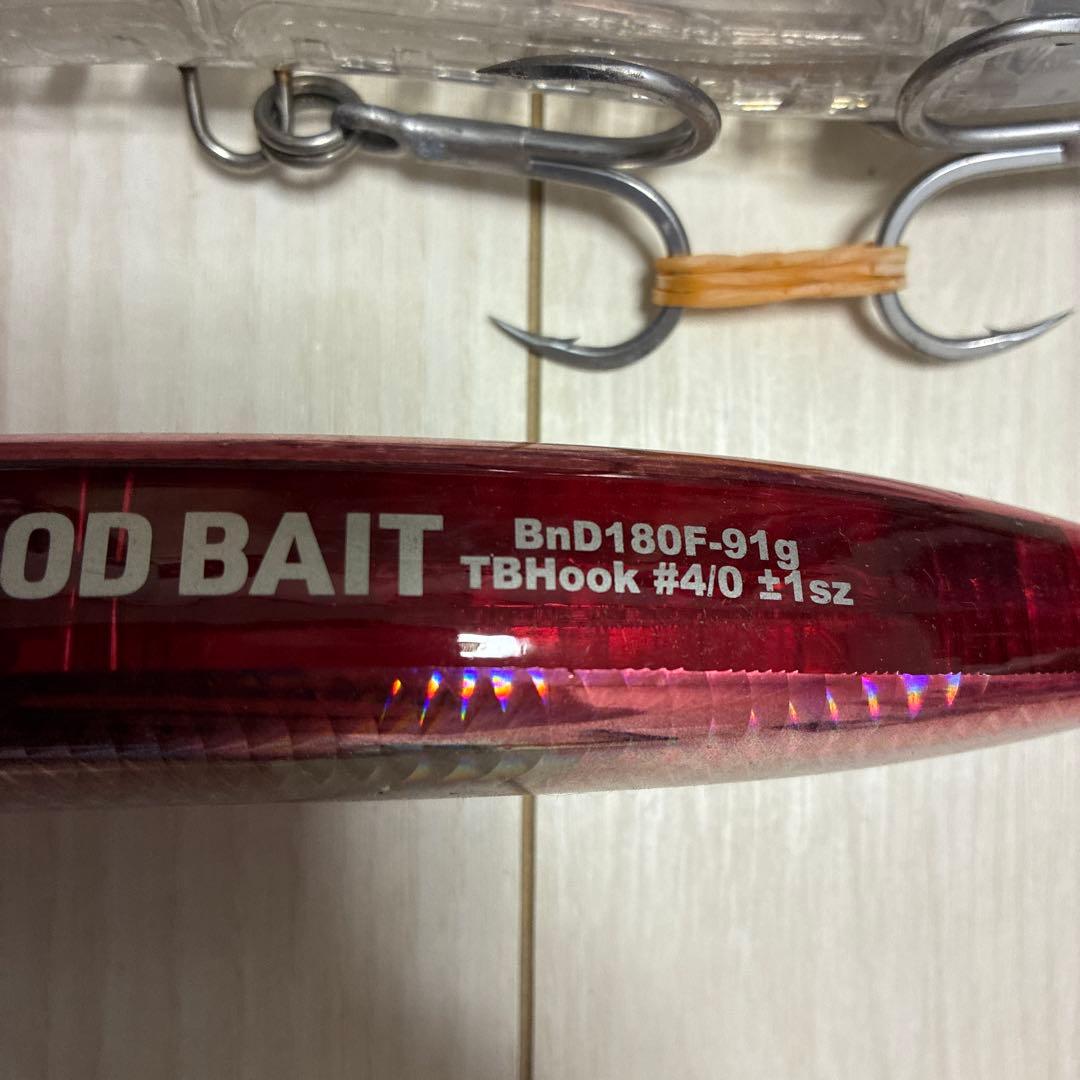 OD BAIT
BnD180F-91g
TBHook #4/0 ±1sz